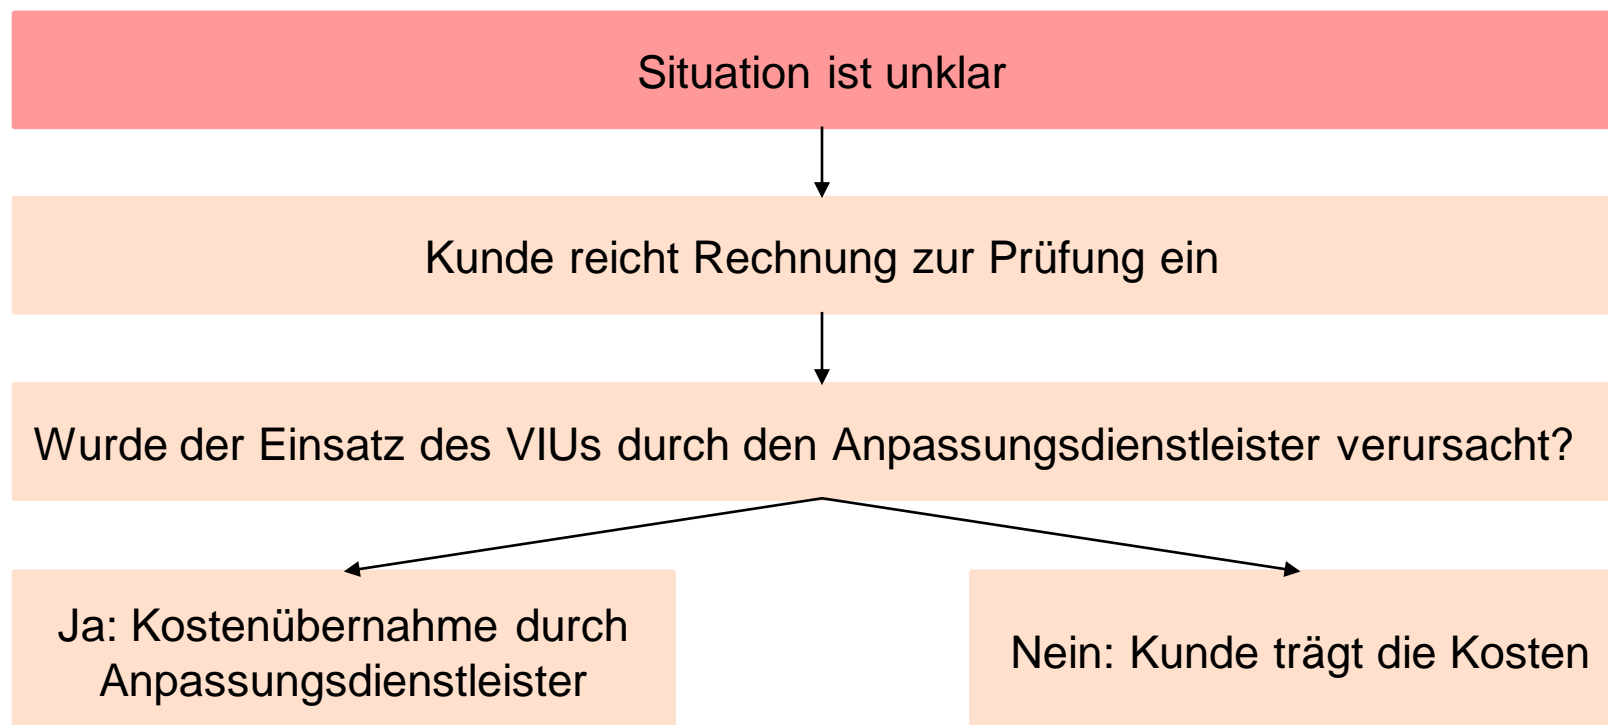 Situation ist unklar
Kunde reicht Rechnung zur Prüfung ein
Wurde der Einsatz des VIUs durch den Anpassungsdienstleister verursacht?
Ja: Kostenübernahme durch
Anpassungsdienstleister
Nein: Kunde trägt die Kosten